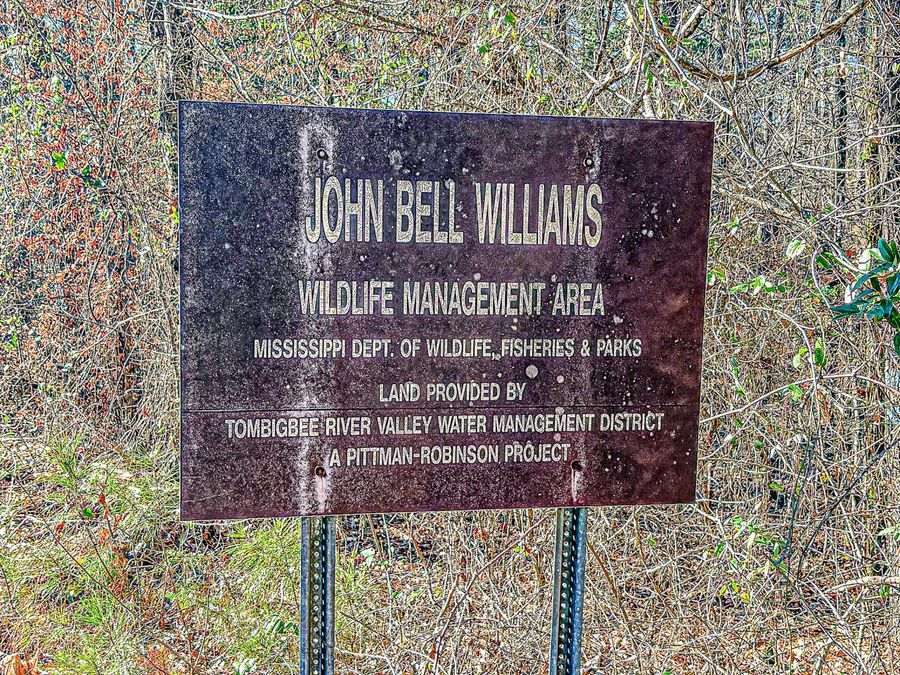 JOHN BELL WILLIAMS
WILDLIFE MANAGEMENT AREA
MISSISSIPPI DEPT. OF WILDLIFE, FISHERIES & PARKS
LAND PROVIDED BY
TOMBIGBEE RIVER VALLEY WATER MANAGEMENT DISTRICT
A PITTMAN-ROBINSON PROJECT